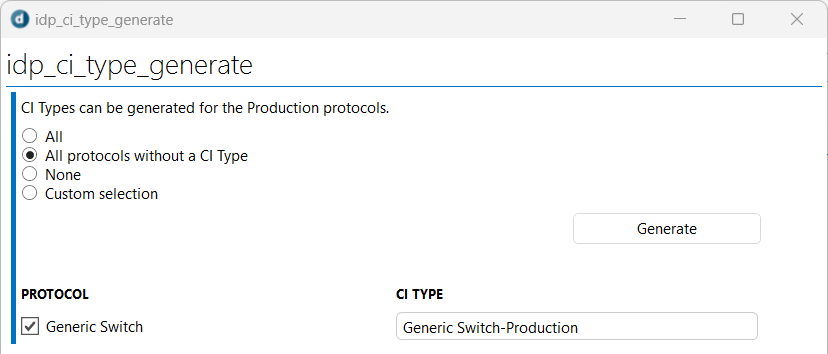 idp_ci_type_generate
idp_ci_type_generate
CI Types can be generated for the Production protocols.
All
All protocols without a CI Type
None
Custom selection
Generate
PROTOCOL CI TYPE
Generic Switch Generic Switch-Production